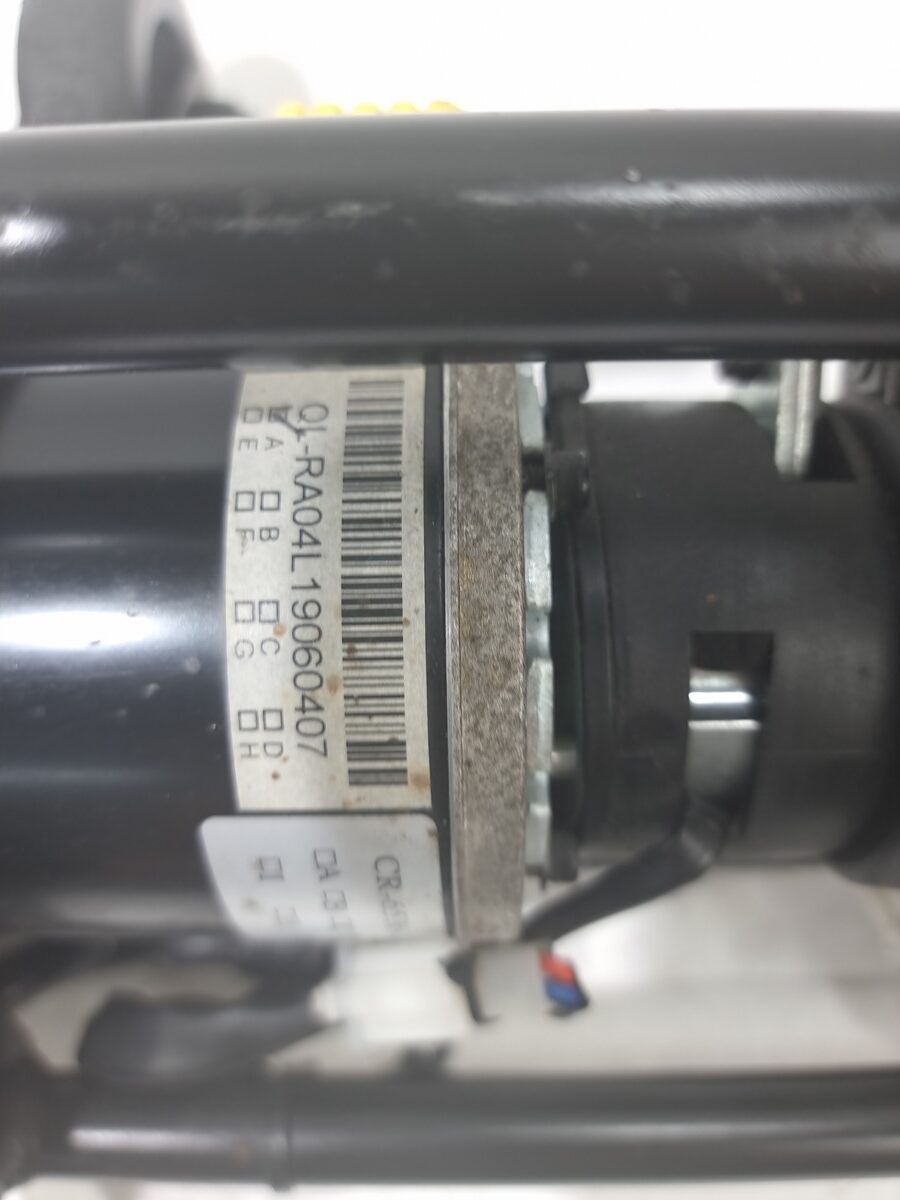 QL-RA04L19060407
☑A □B □C □D
□E □F □G □H
□A □B
□I